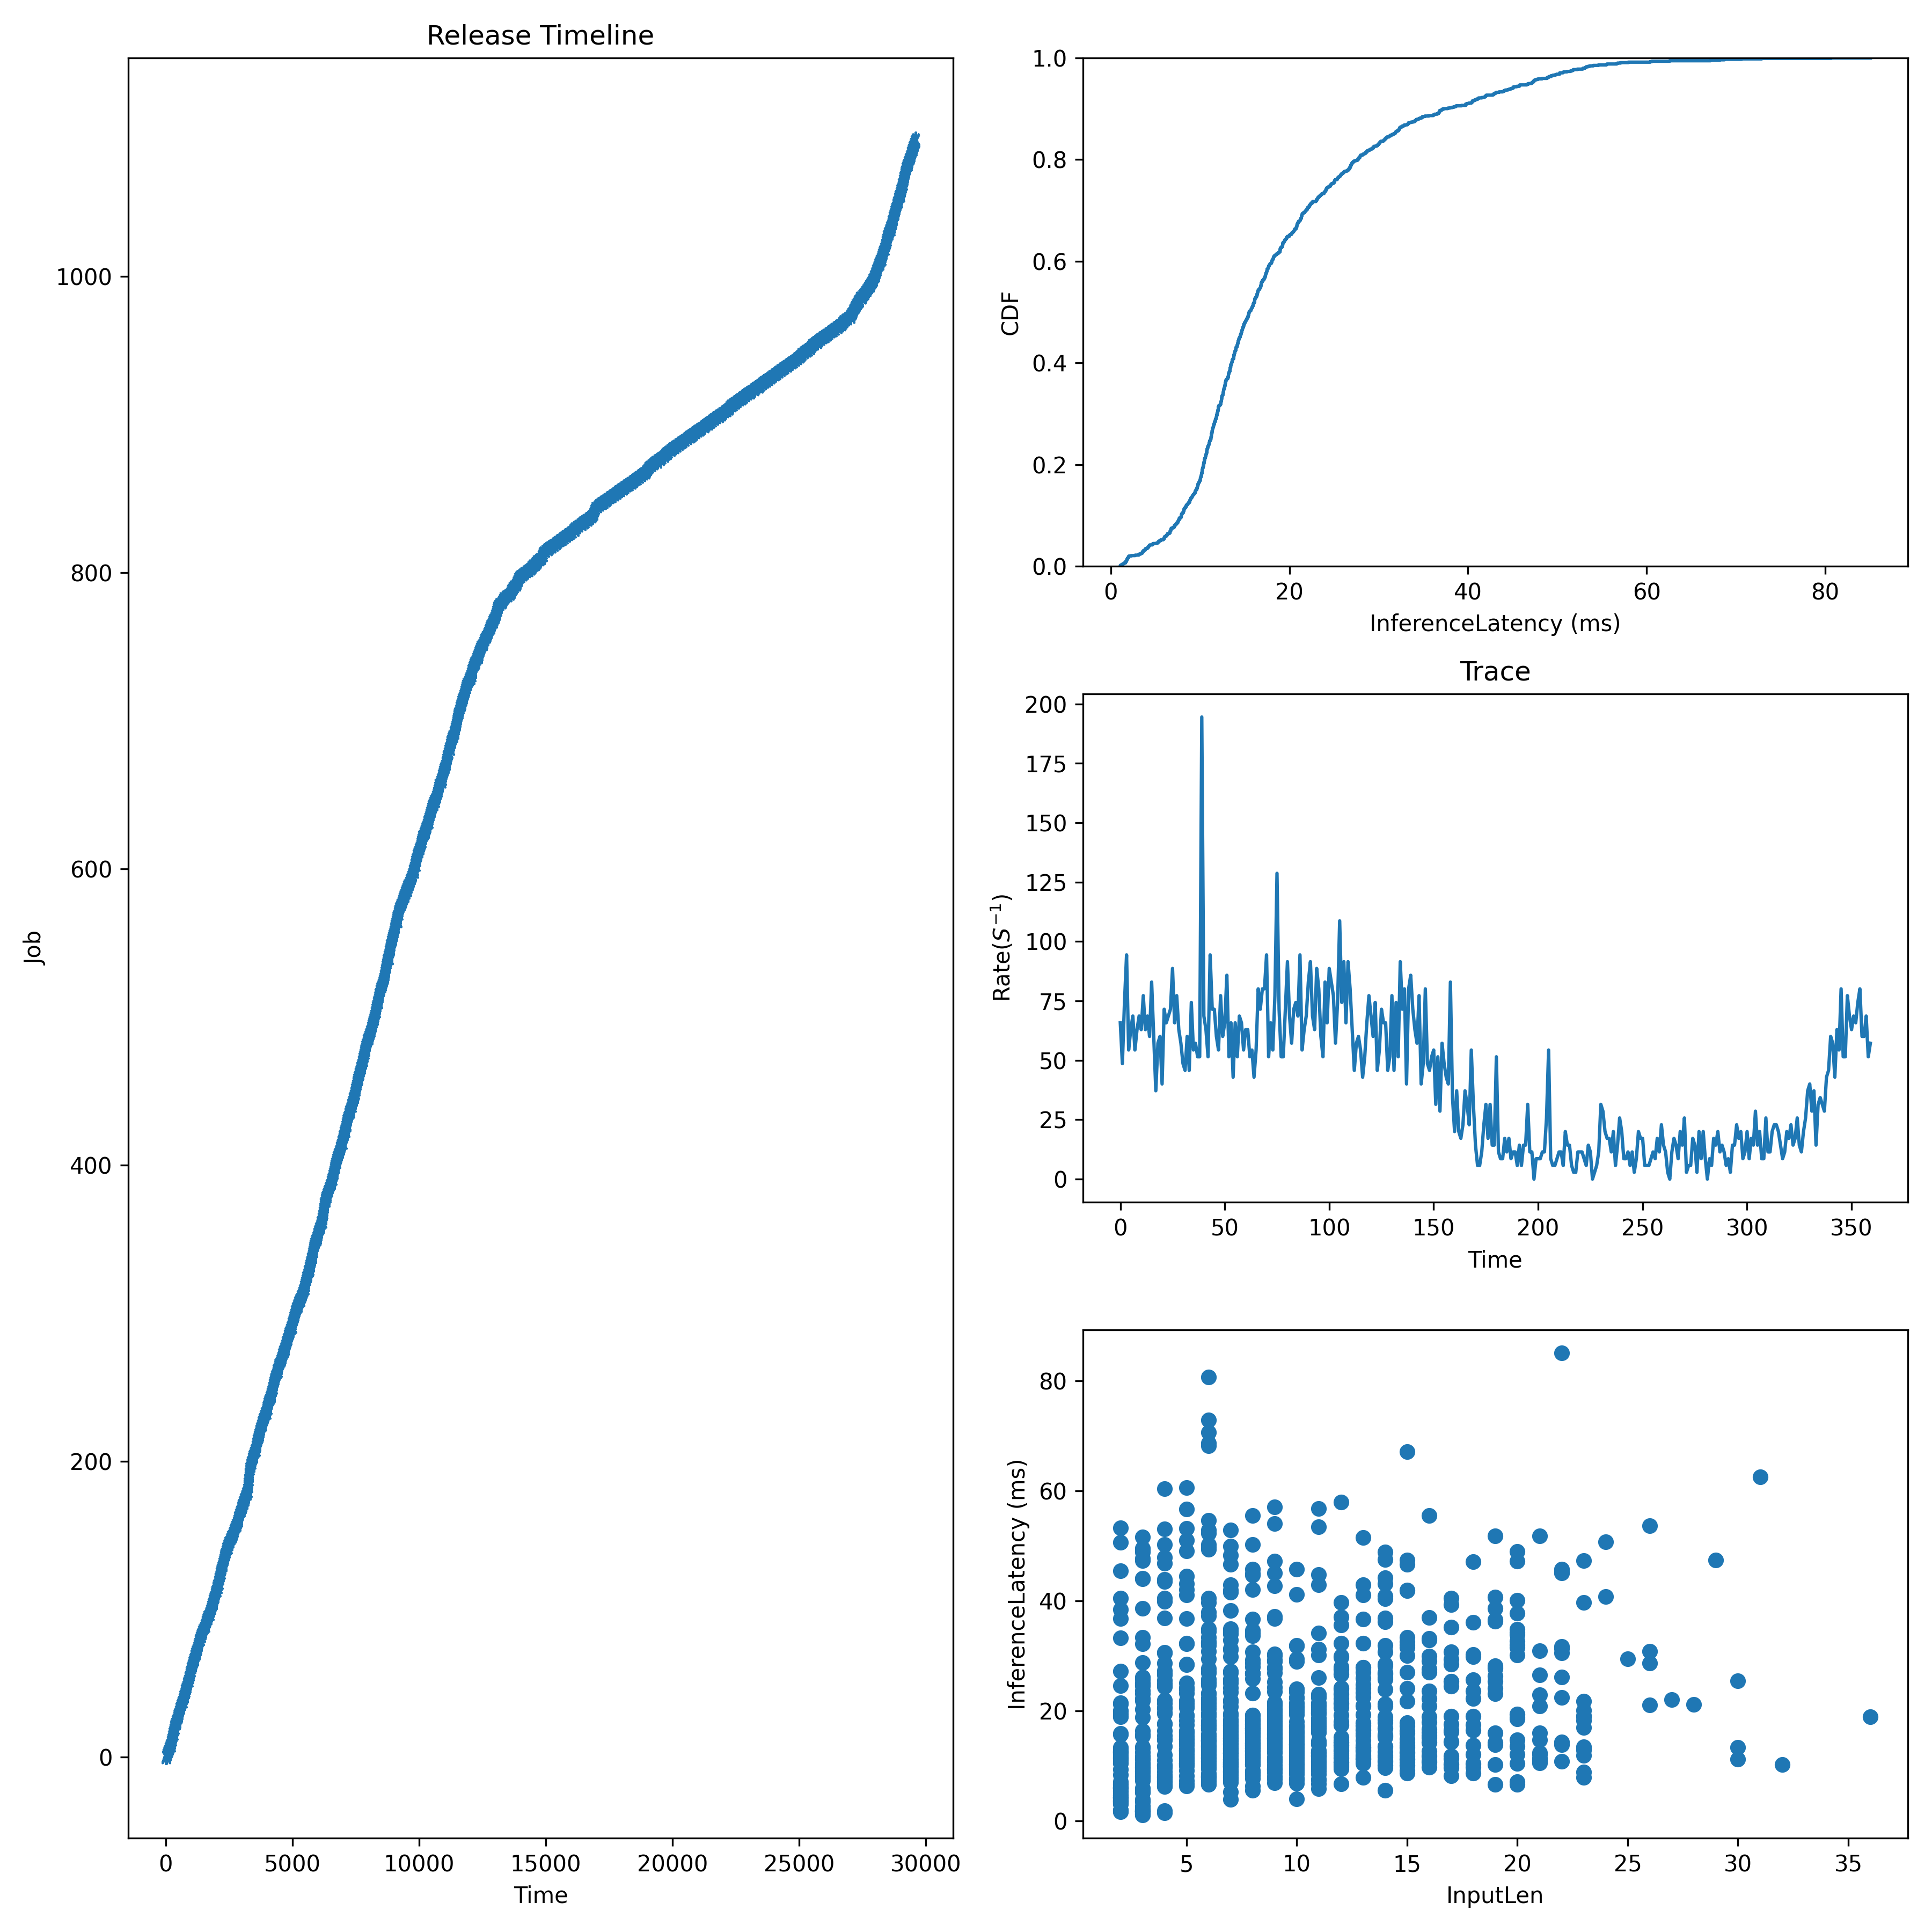 Release Timeline
Job
1000
800
600
400
200
0
0 5000 10000 15000 20000 25000 30000
Time
CDF
1.0
0.8
0.6
0.4
0.2
0.0
0 20 40 60 80
InferenceLatency (ms)
Trace
Rate(S⁻¹)
200
175
150
125
100
75
50
25
0
0 50 100 150 200 250 300 350
Time
InferenceLatency (ms)
80
60
40
20
0
5 10 15 20 25 30 35
InputLen